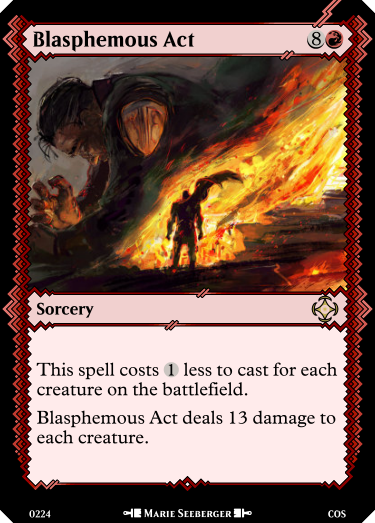 Blasphemous Act 8
Sorcery
This spell costs 1 less to cast for each
creature on the battlefield.
Blasphemous Act deals 13 damage to
each creature.
0224 Marie Seeberger COS